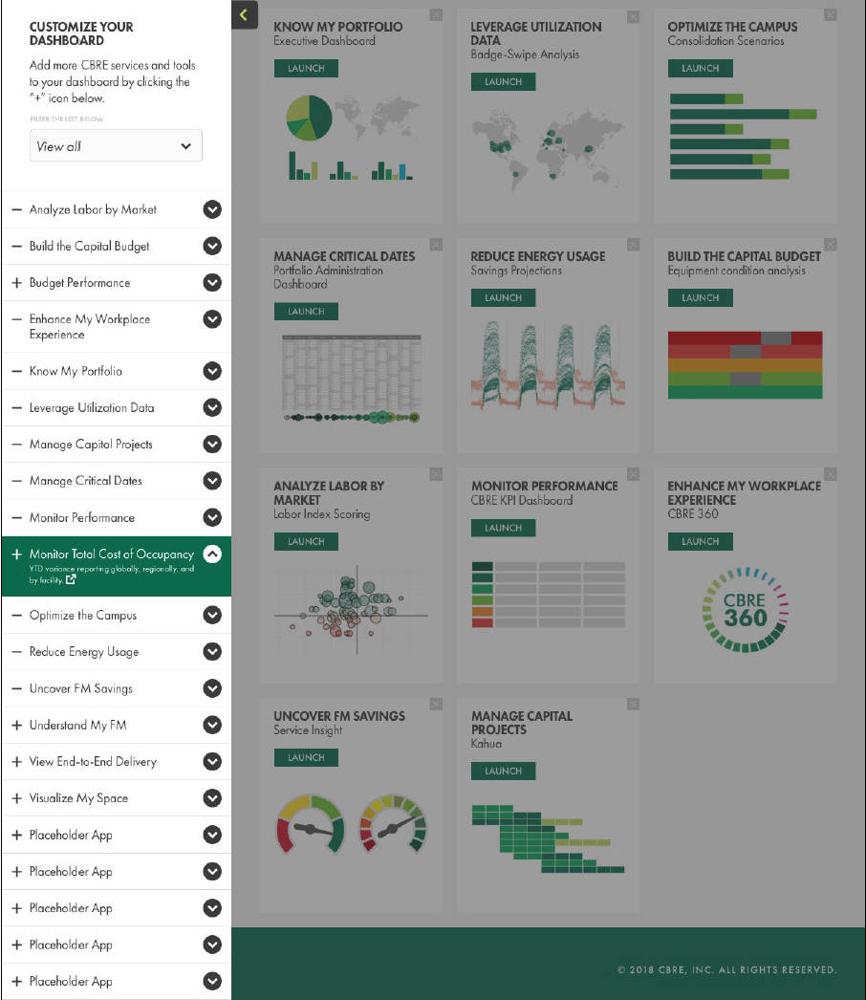 CUSTOMIZE YOUR
DASHBOARD
Add more CBRE services and tools
to your dashboard by clicking the
"+" icon below.
FILTER THE LIST BELOW
View all
− Analyze Labor by Market
− Build the Capital Budget
+ Budget Performance
− Enhance My Workplace
Experience
− Know My Portfolio
− Leverage Utilization Data
− Manage Capital Projects
− Manage Critical Dates
− Monitor Performance
+ Monitor Total Cost of Occupancy
YTD variance reporting globally, regionally, and
by facility.
− Optimize the Campus
− Reduce Energy Usage
− Uncover FM Savings
+ Understand My FM
+ View End-to-End Delivery
+ Visualize My Space
+ Placeholder App
+ Placeholder App
+ Placeholder App
+ Placeholder App
+ Placeholder App
KNOW MY PORTFOLIO
Executive Dashboard
LAUNCH
LEVERAGE UTILIZATION
DATA
Badge-Swipe Analysis
LAUNCH
OPTIMIZE THE CAMPUS
Consolidation Scenarios
LAUNCH
MANAGE CRITICAL DATES
Portfolio Administration
Dashboard
LAUNCH
REDUCE ENERGY USAGE
Savings Projections
LAUNCH
BUILD THE CAPITAL BUDGET
Equipment condition analysis
LAUNCH
ANALYZE LABOR BY
MARKET
Labor Index Scoring
LAUNCH
MONITOR PERFORMANCE
CBRE KPI Dashboard
LAUNCH
ENHANCE MY WORKPLACE
EXPERIENCE
CBRE 360
LAUNCH
CBRE
360
UNCOVER FM SAVINGS
Service Insight
LAUNCH
MANAGE CAPITAL
PROJECTS
Kahua
LAUNCH
© 2018 CBRE, INC. ALL RIGHTS RESERVED.